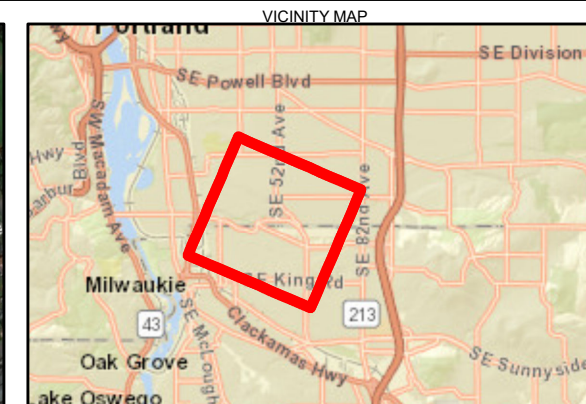 VICINITY MAP
Portland
SE Division
SE Powell Blvd
SE 52nd Ave
SW Macadam Ave
Hwy
Blvd
SE 82nd Ave
SE King Rd
Milwaukie
213
43
SE McLough
Clackamas Hwy
Oak Grove
SE Sunnyside
Lake Oswego